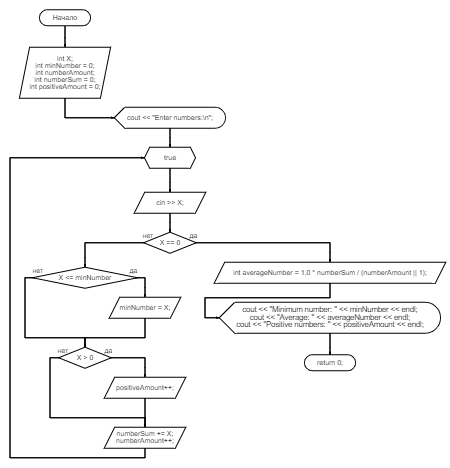 Начало
int X;
int minNumber = 0;
int numberAmount;
int numberSum = 0;
int positiveAmount = 0;
cout << "Enter numbers:\n";
true
cin >> X;
нет
да
X == 0
нет
да
X <= minNumber
int averageNumber = 1.0 * numberSum / (numberAmount || 1);
minNumber = X;
cout << "Minimum number: " << minNumber << endl;
cout << "Average: " << averageNumber << endl;
cout << "Positive numbers: " << positiveAmount << endl;
нет
да
X > 0
return 0;
positiveAmount++;
numberSum += X;
numberAmount++;